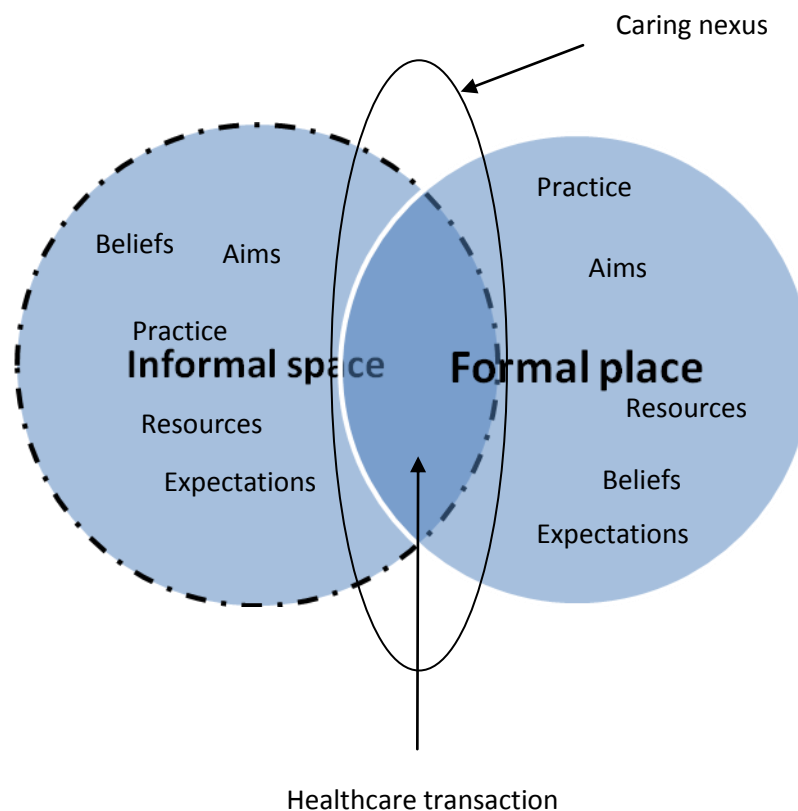 Caring nexus
Practice
Beliefs
Aims
Aims
Practice
Informal space
Formal place
Resources
Resources
Expectations
Beliefs
Expectations
Healthcare transaction